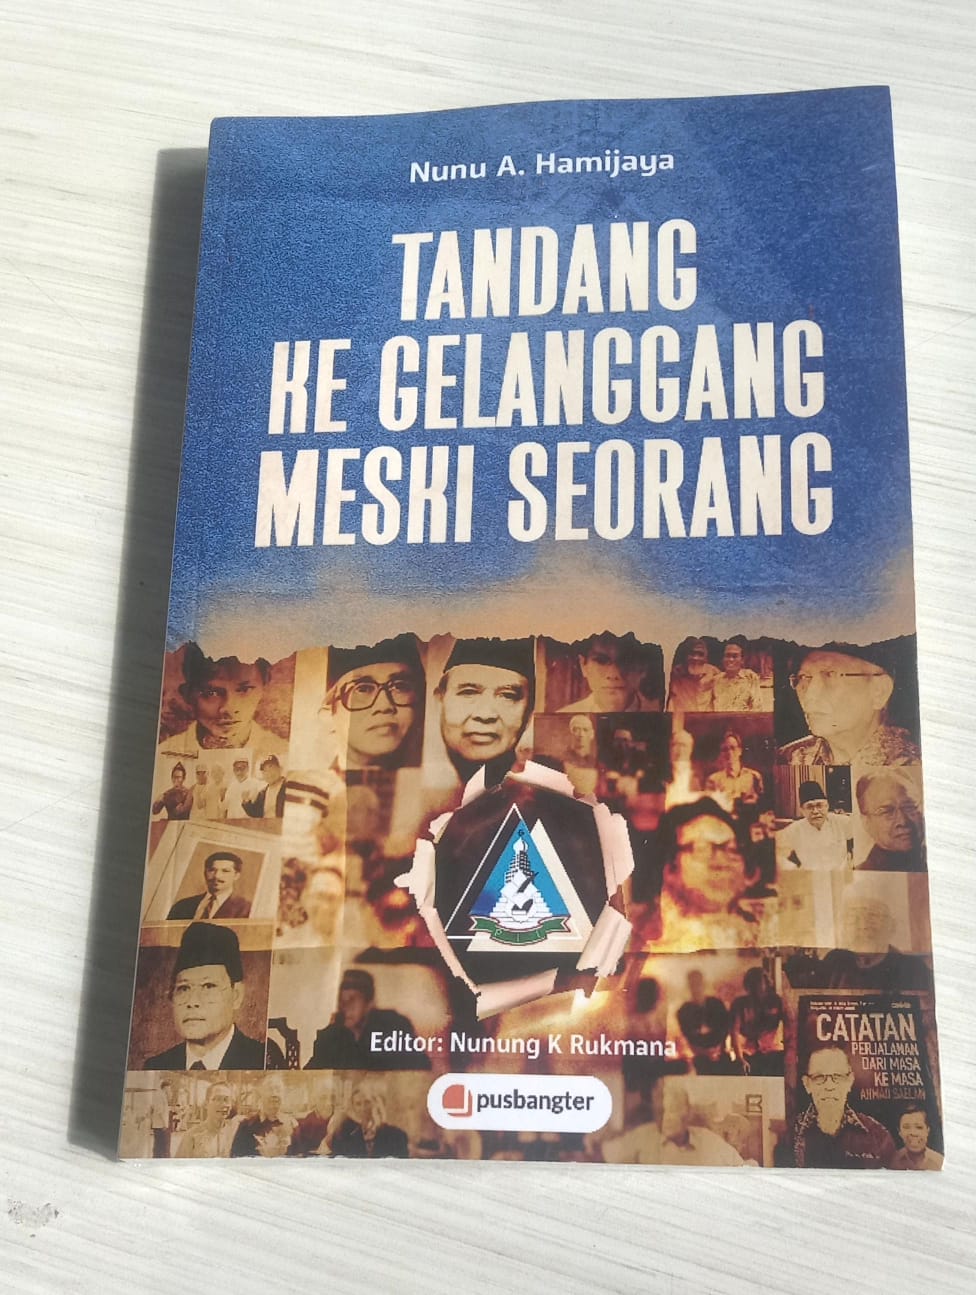 Nunu A. Hamijaya
TANDANG
KE GELANGGANG
MESKI SEORANG
P I I
CATATAN
PERJALANAN
DARI MASA
KE MASA
Editor: Nunung K Rukmana
pusbangter